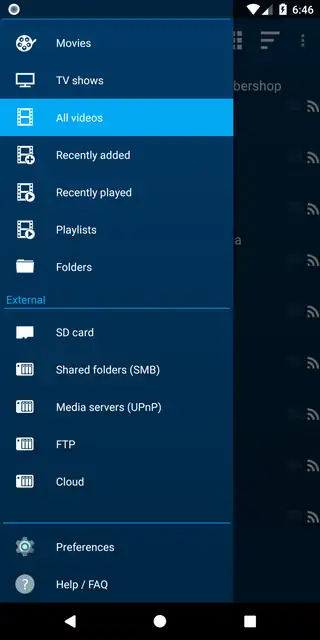 6:46
Movies
TV shows
All videos
Recently added
Recently played
Playlists
Folders
External
SD card
Shared folders (SMB)
Media servers (UPnP)
FTP
Cloud
Preferences
Help / FAQ
bershop
a